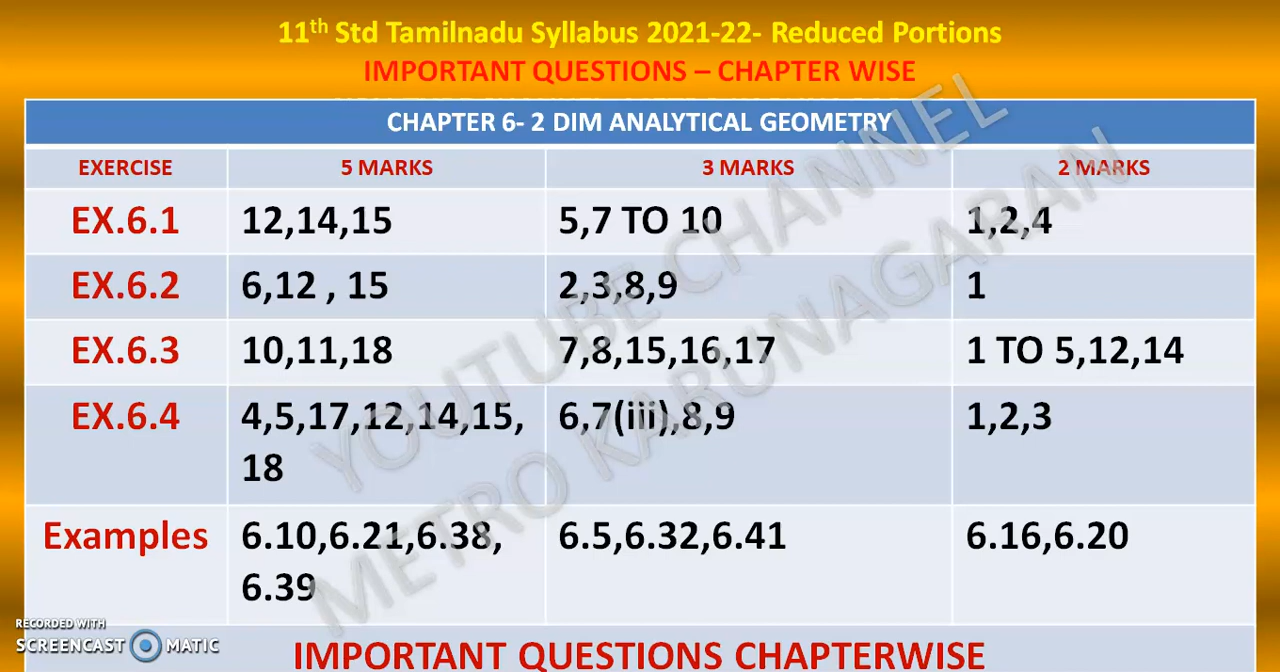 11th Std Tamilnadu Syllabus 2021-22- Reduced Portions
IMPORTANT QUESTIONS – CHAPTER WISE
CHAPTER 6- 2 DIM ANALYTICAL GEOMETRY
EXERCISE 5 MARKS 3 MARKS 2 MARKS
EX.6.1 12,14,15 5,7 TO 10 1,2,4
EX.6.2 6,12 , 15 2,3,8,9 1
EX.6.3 10,11,18 7,8,15,16,17 1 TO 5,12,14
EX.6.4 4,5,17,12,14,15, 6,7(iii),8,9 1,2,3
18
Examples 6.10,6.21,6.38, 6.5,6.32,6.41 6.16,6.20
6.39
YOUTUBE CHANNEL
METRO KARUNAGARAN
RECORDED WITH
SCREENCAST MATIC
IMPORTANT QUESTIONS CHAPTERWISE